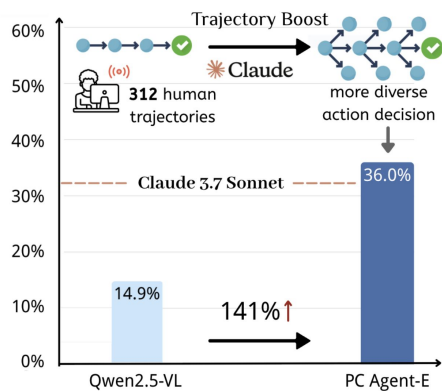 60%
Trajectory Boost
Claude
50%
312 human
trajectories
more diverse
action decision
40%
36.0%
Claude 3.7 Sonnet
30%
20%
14.9%
141%↑
10%
0%
Qwen2.5-VL
PC Agent-E